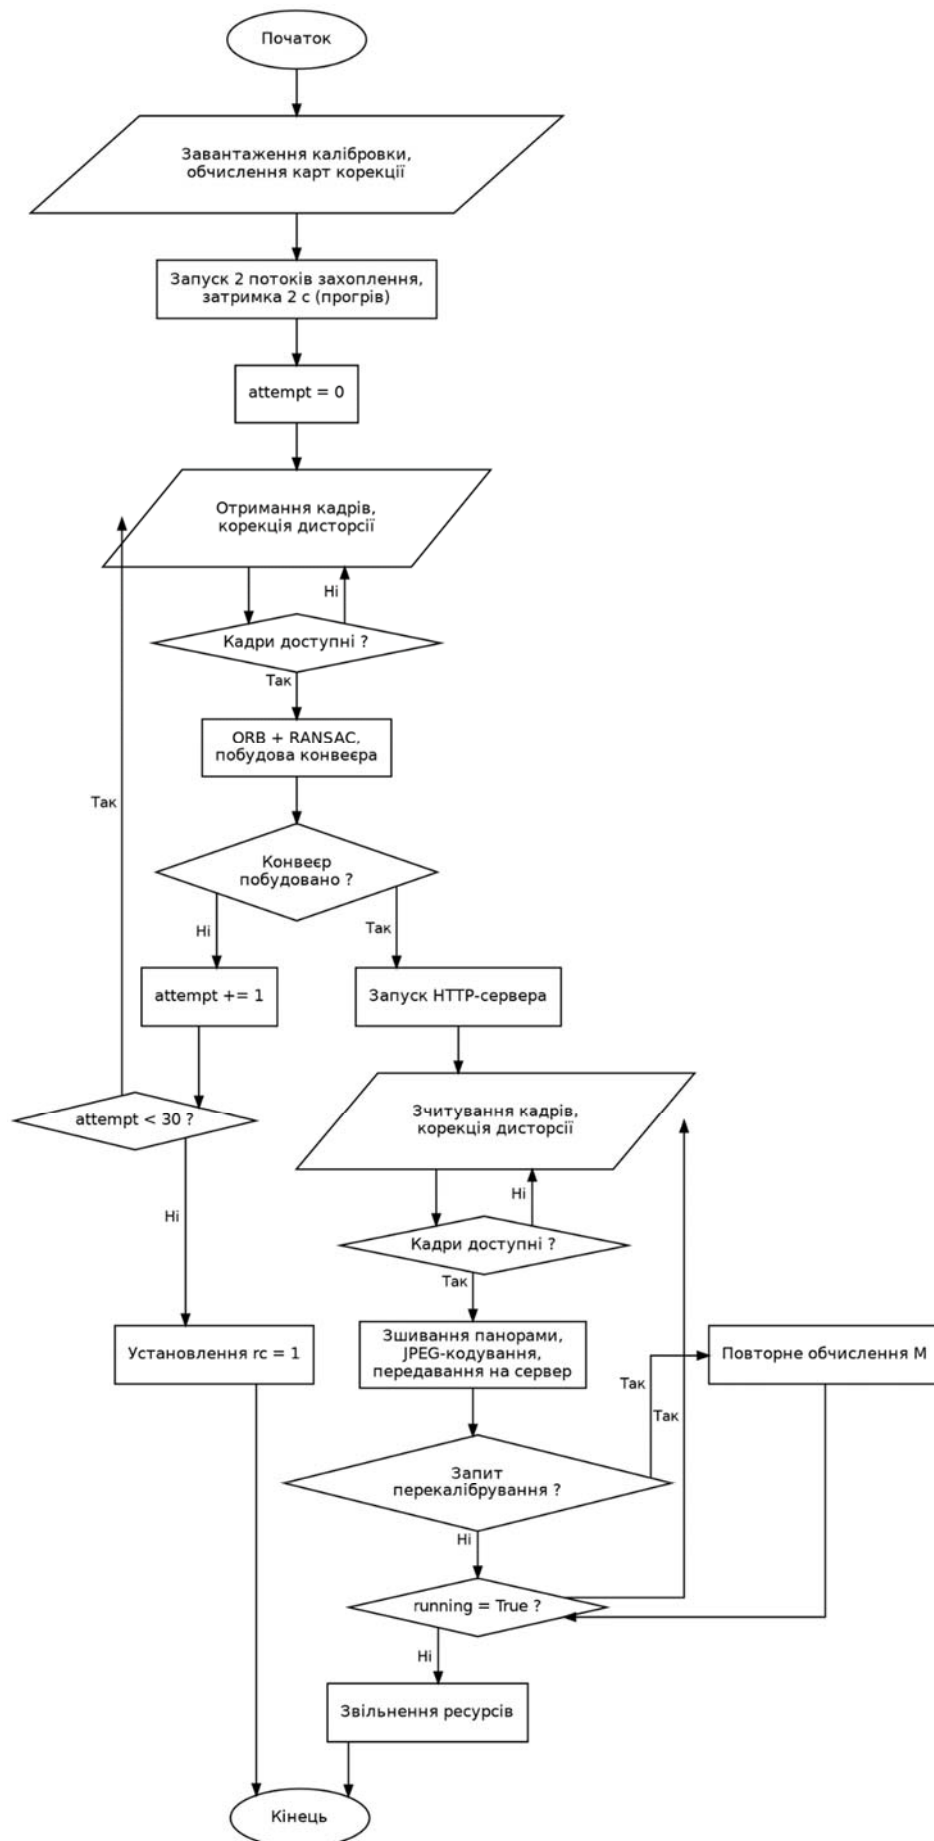 Початок
Завантаження калібровки,
обчислення карт корекції
Запуск 2 потоків захоплення,
затримка 2 с (прогрів)
attempt = 0
Отримання кадрів,
корекція дисторсії
Ні
Кадри доступні ?
Так
ORB + RANSAC,
побудова конвеєра
Так
Конвеєр
побудовано ?
Ні
Так
attempt += 1
Запуск HTTP-сервера
attempt < 30 ?
Зчитування кадрів,
корекція дисторсії
Ні
Ні
Кадри доступні ?
Так
Установлення rc = 1
Зшивання панорами,
JPEG-кодування,
передавання на сервер
Повторне обчислення M
Так
Так
Запит
перекалібрування ?
Ні
running = True ?
Ні
Звільнення ресурсів
Кінець